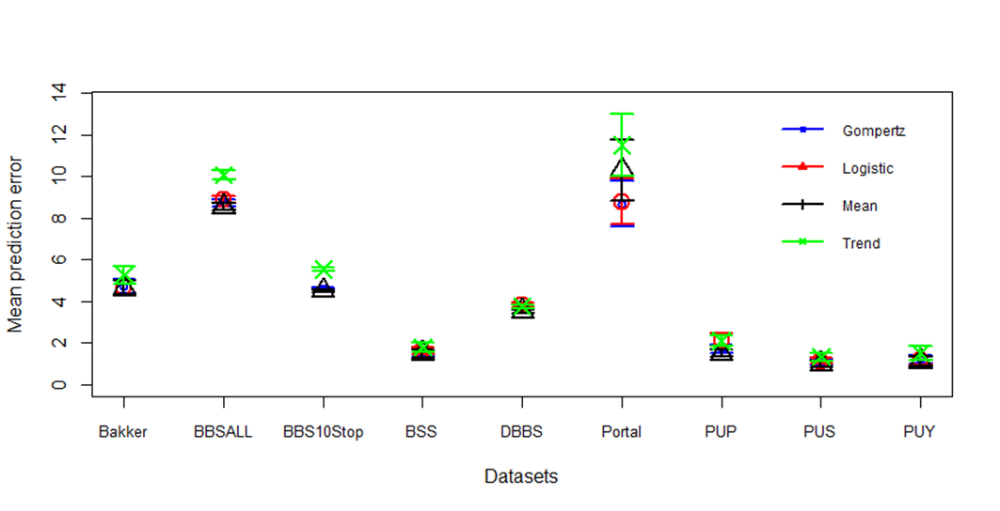 14
12
10
8
6
4
2
0
Mean prediction error
Gompertz
Logistic
Mean
Trend
Bakker BBSALL BBS10Stop BSS DBBS Portal PUP PUS PUY
Datasets